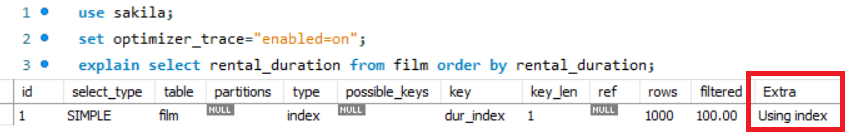 1 use sakila;
2 set optimizer_trace="enabled=on";
3 explain select rental_duration from film order by rental_duration;
id select_type table partitions type possible_keys key key_len ref rows filtered Extra
1 SIMPLE film NULL index NULL dur_index 1 NULL 1000 100.00 Using index